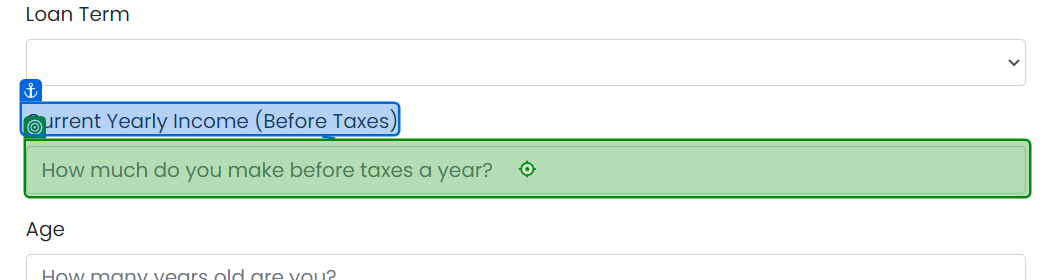 Loan Term
Current Yearly Income (Before Taxes)
How much do you make before taxes a year?
Age
How many years old are you?